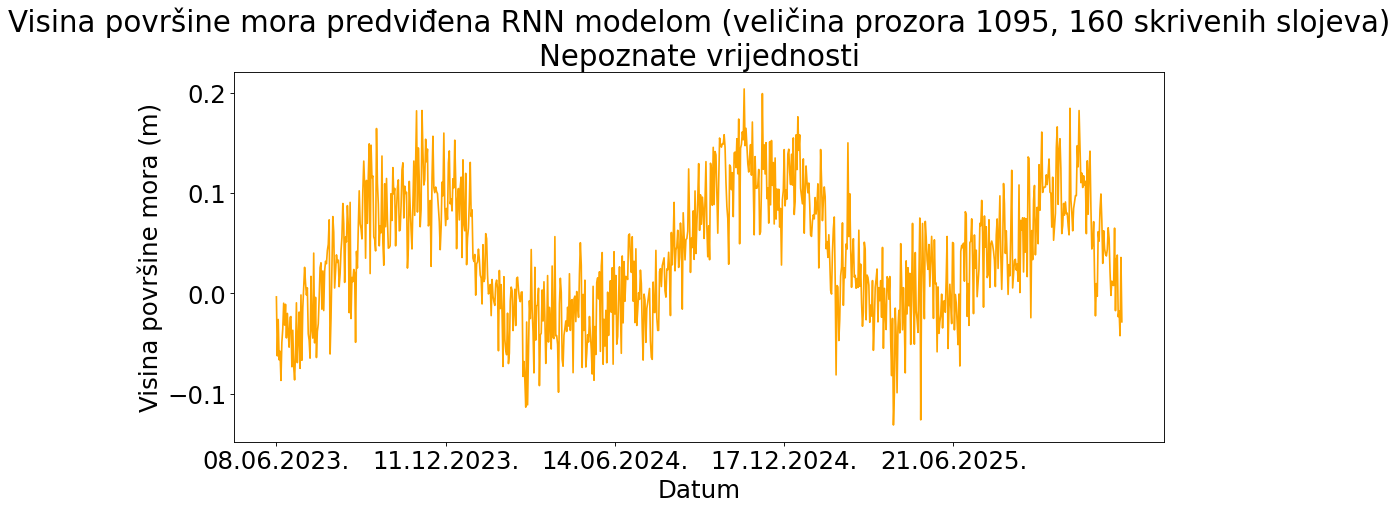 Visina površine mora predviđena RNN modelom (veličina prozora 1095, 160 skrivenih slojeva)
Nepoznate vrijednosti
Visina površine mora (m)
0.2
0.1
0.0
−0.1
08.06.2023. 11.12.2023. 14.06.2024. 17.12.2024. 21.06.2025.
Datum